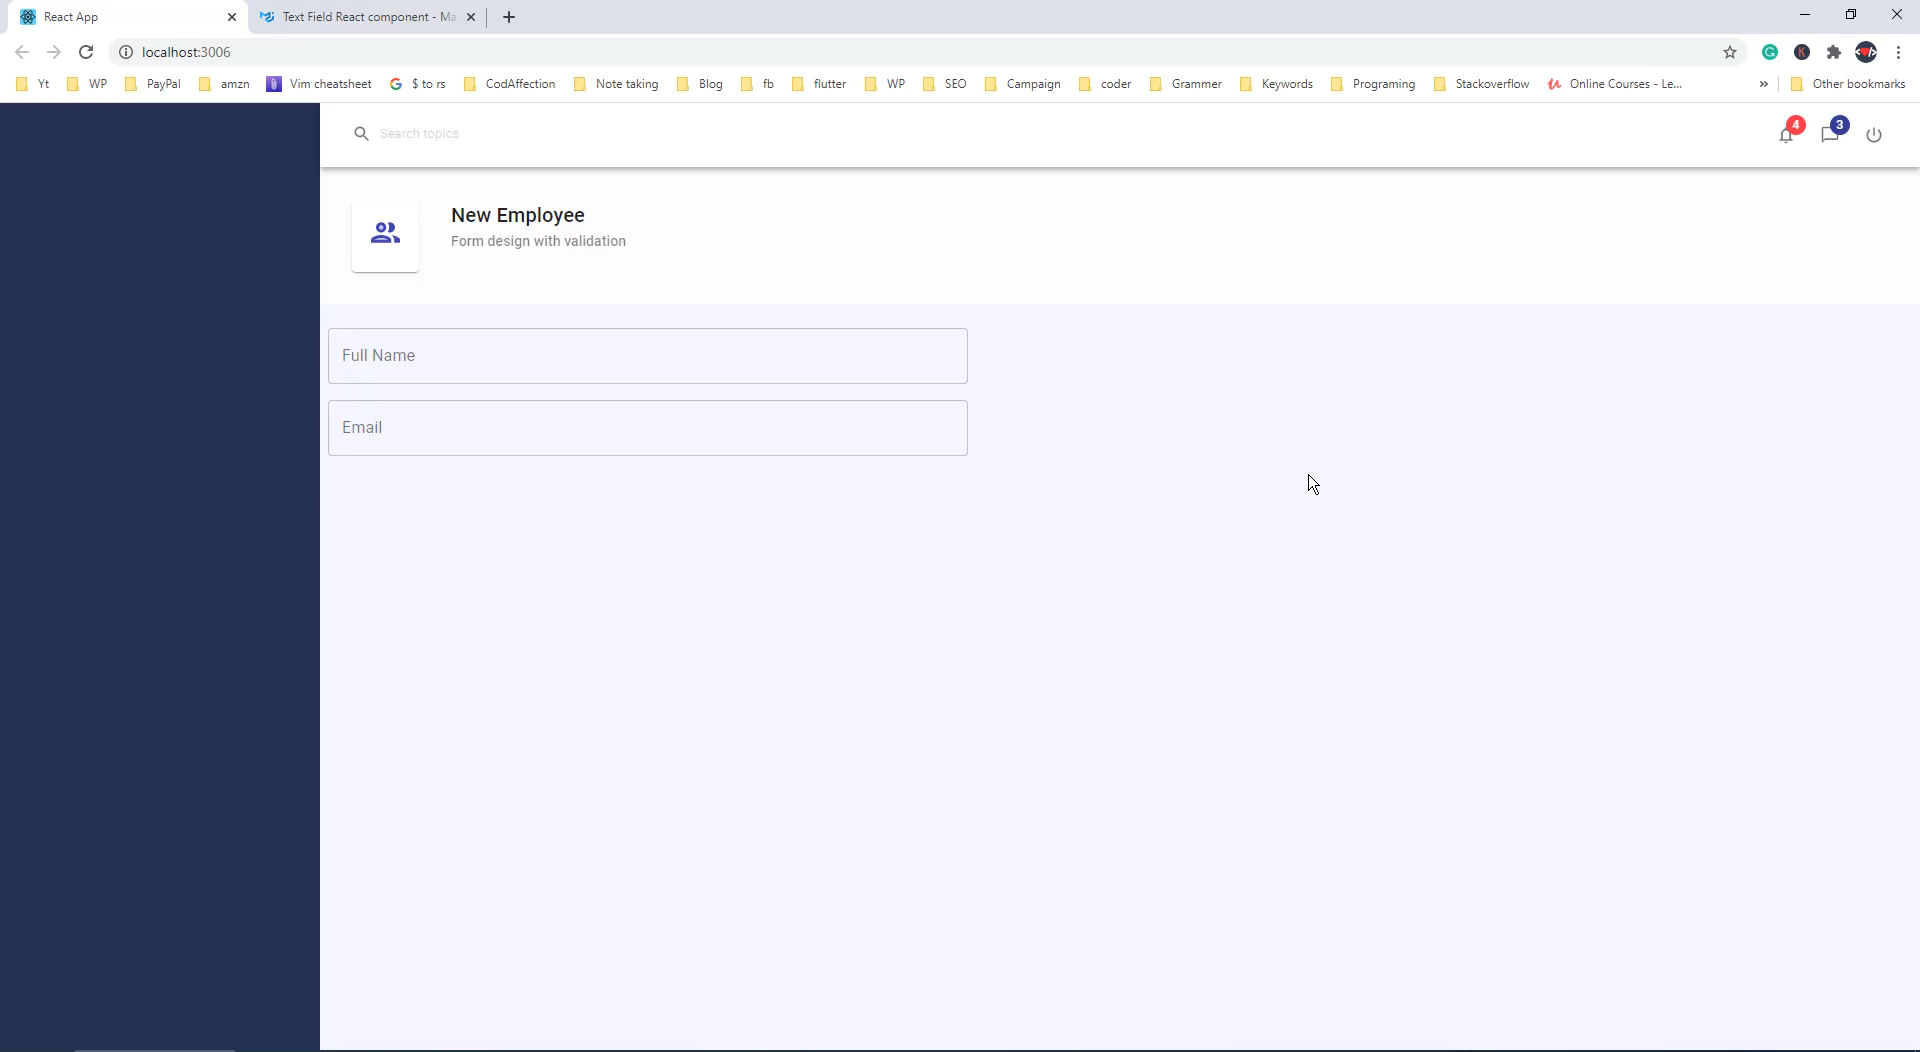 React App
Text Field React component - Ma
localhost:3006
Yt WP PayPal amzn Vim cheatsheet $ to rs CodAffection Note taking Blog fb flutter WP SEO Campaign coder Grammer Keywords Programing Stackoverflow Online Courses - Le... » Other bookmarks
Search topics
4
3
New Employee
Form design with validation
Full Name
Email